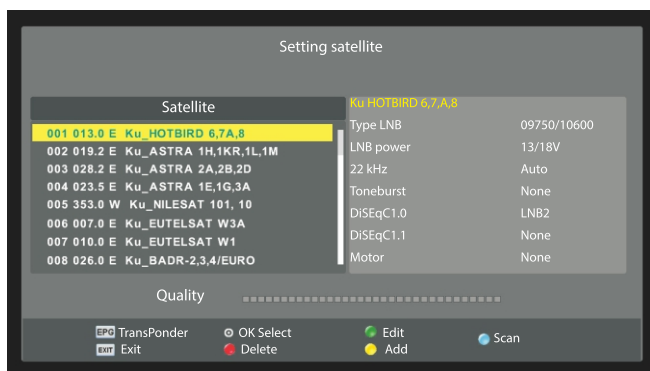 Setting satellite
Satellite
001 013.0 E Ku_HOTBIRD 6,7A,8
002 019.2 E Ku_ASTRA 1H,1KR,1L,1M
003 028.2 E Ku_ASTRA 2A,2B,2D
004 023.5 E Ku_ASTRA 1E,1G,3A
005 353.0 W Ku_NILESAT 101, 10
006 007.0 E Ku_EUTELSAT W3A
007 010.0 E Ku_EUTELSAT W1
008 026.0 E Ku_BADR-2,3,4/EURO
Ku HOTBIRD 6,7,A,8
Type LNB 09750/10600
LNB power 13/18V
22 kHz Auto
Toneburst None
DiSEqC1.0 LNB2
DiSEqC1.1 None
Motor None
Quality
EPG TransPonder OK Select Edit Scan
EXIT Exit Delete Add